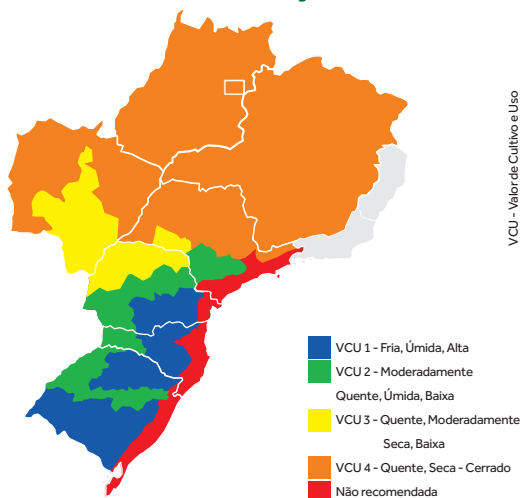 VCU - Valor de Cultivo e Uso
VCU 1 - Fria, Úmida, Alta
VCU 2 - Moderadamente
Quente, Úmida, Baixa
VCU 3 - Quente, Moderadamente
Seca, Baixa
VCU 4 - Quente, Seca - Cerrado
Não recomendada